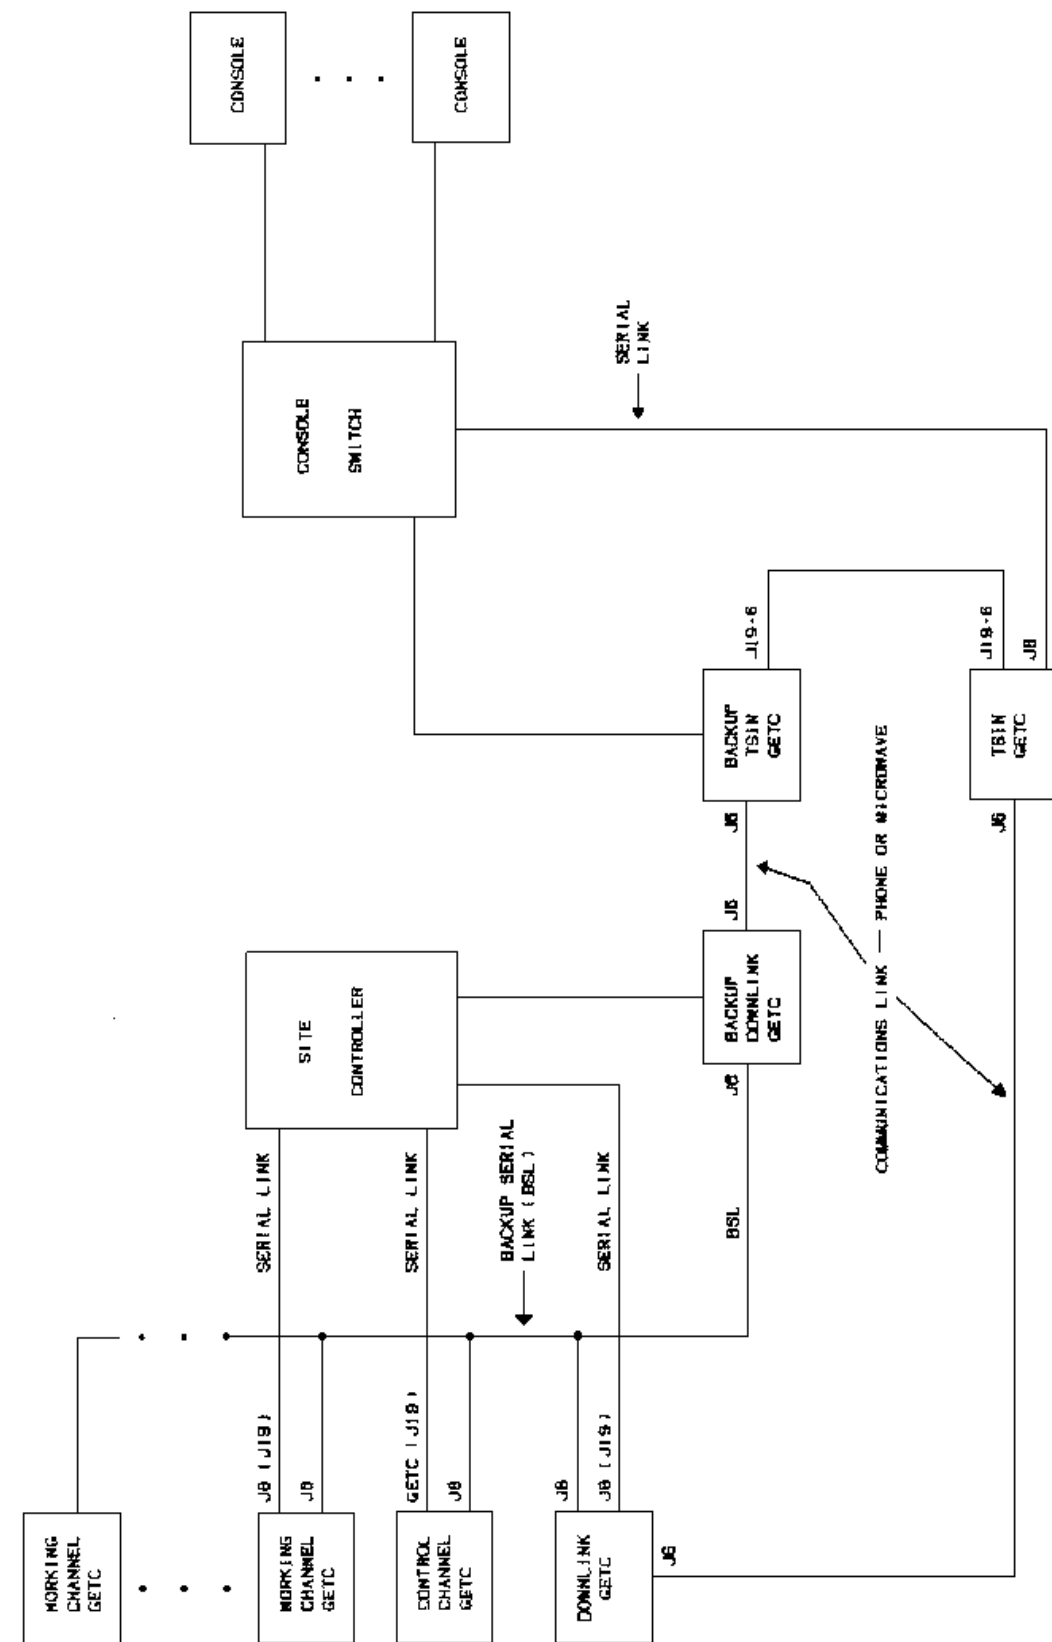 CONSOLE
CONSOLE
CONSOLE
SWITCH
SERIAL
LINK
J19-6
J19-6
J8
BACKUP
TSIN
GETC
TSIN
GETC
J6
COMMUNICATIONS LINK — PHONE OR MICROWAVE
SITE
CONTROLLER
BACKUP
DOWNLINK
GETC
BSL
SERIAL LINK
SERIAL LINK
BACKUP SERIAL
LINK (BSL)
SERIAL LINK
J8 (J19)
GETC (J19)
J8
J8
J8 (J19)
J6
WORKING
CHANNEL
GETC
WORKING
CHANNEL
GETC
CONTROL
CHANNEL
GETC
DOWNLINK
GETC